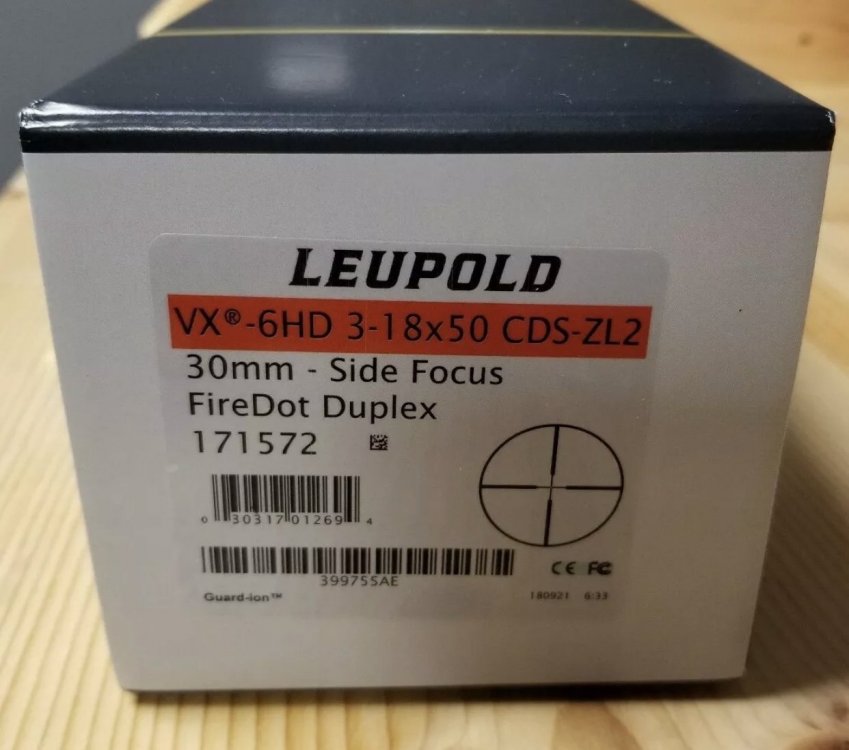 LEUPOLD
VX®-6HD 3-18x50 CDS-ZL2
30mm - Side Focus
FireDot Duplex
171572
0 30317 01269 4
399755AE
CE FC
Guard-ion™
180921 6:33